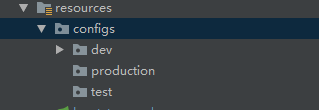 resources
configs
dev
production
test